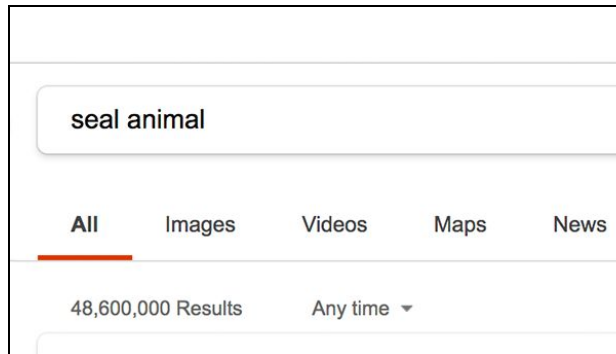 seal animal
All Images Videos Maps News
48,600,000 Results Any time